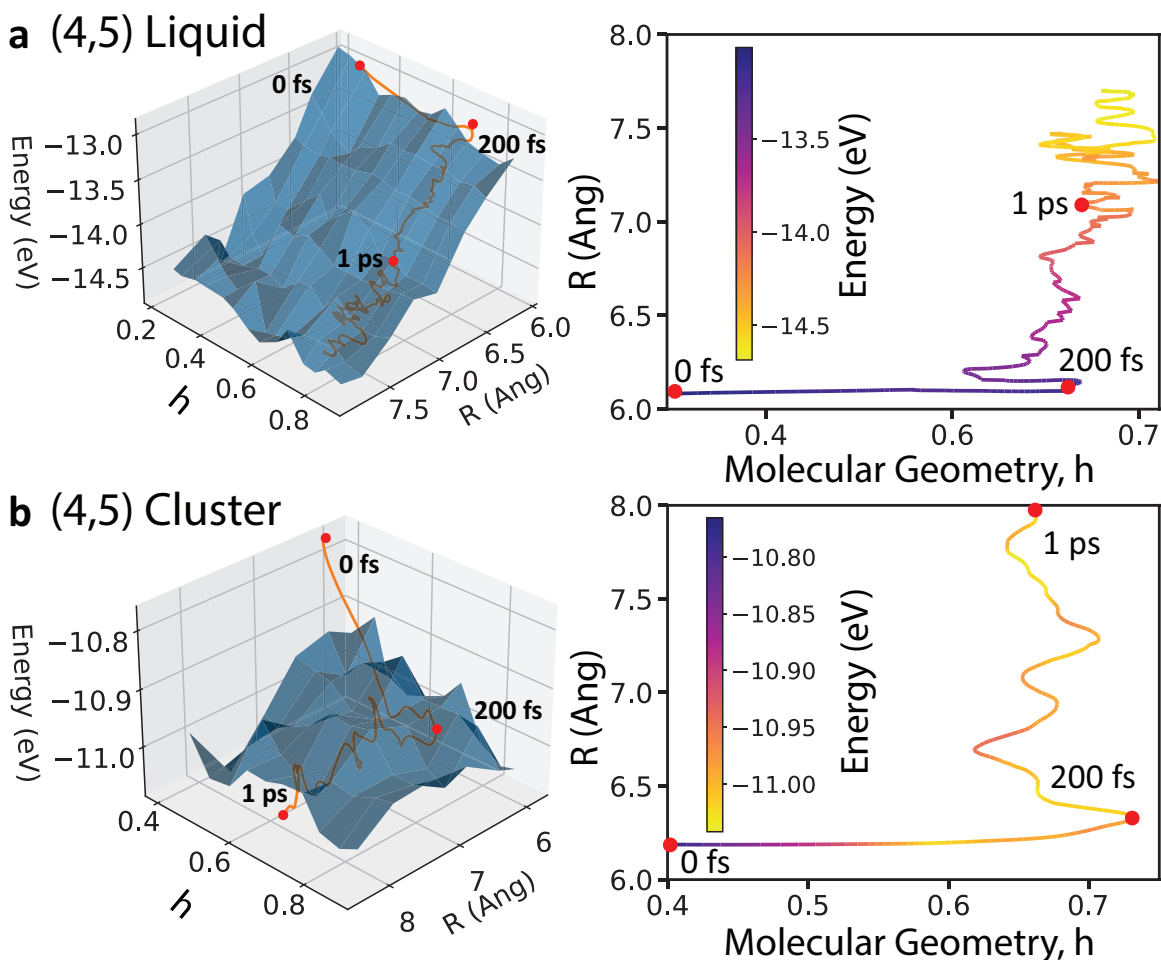 a (4,5) Liquid
0 fs
200 fs
1 ps
Energy (eV)
−13.0
−13.5
−14.0
−14.5
0.2
0.4
0.6
0.8
h
6.0
6.5
7.0
7.5
R (Ang)
8.0
7.5
7.0
6.5
6.0
R (Ang)
−13.5
−14.0
−14.5
Energy (eV)
1 ps
0 fs
200 fs
0.4
0.6
0.7
Molecular Geometry, h
b (4,5) Cluster
0 fs
200 fs
1 ps
Energy (eV)
−10.8
−10.9
−11.0
0.4
0.6
0.8
h
6
7
8
R (Ang)
8.0
7.5
7.0
6.5
6.0
R (Ang)
−10.80
−10.85
−10.90
−10.95
−11.00
Energy (eV)
1 ps
200 fs
0 fs
0.4
0.5
0.6
0.7
Molecular Geometry, h